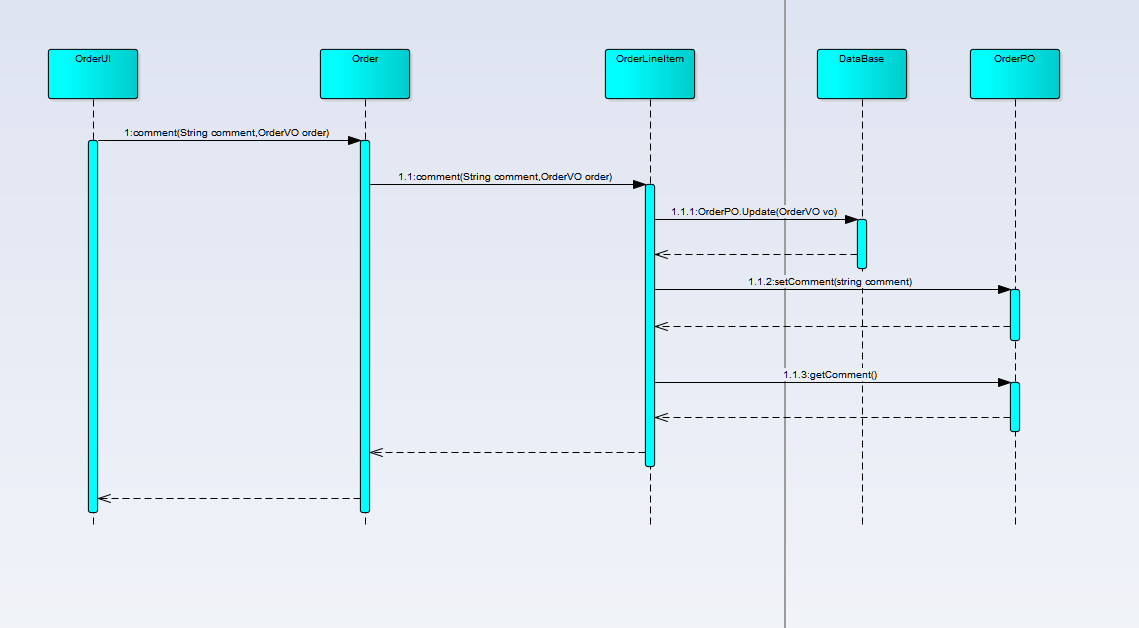 OrderUI
Order
OrderLineItem
DataBase
OrderPO
1:comment(String comment,OrderVO order)
1.1:comment(String comment,OrderVO order)
1.1.1:OrderPO.Update(OrderVO vo)
1.1.2:setComment(string comment)
1.1.3:getComment()